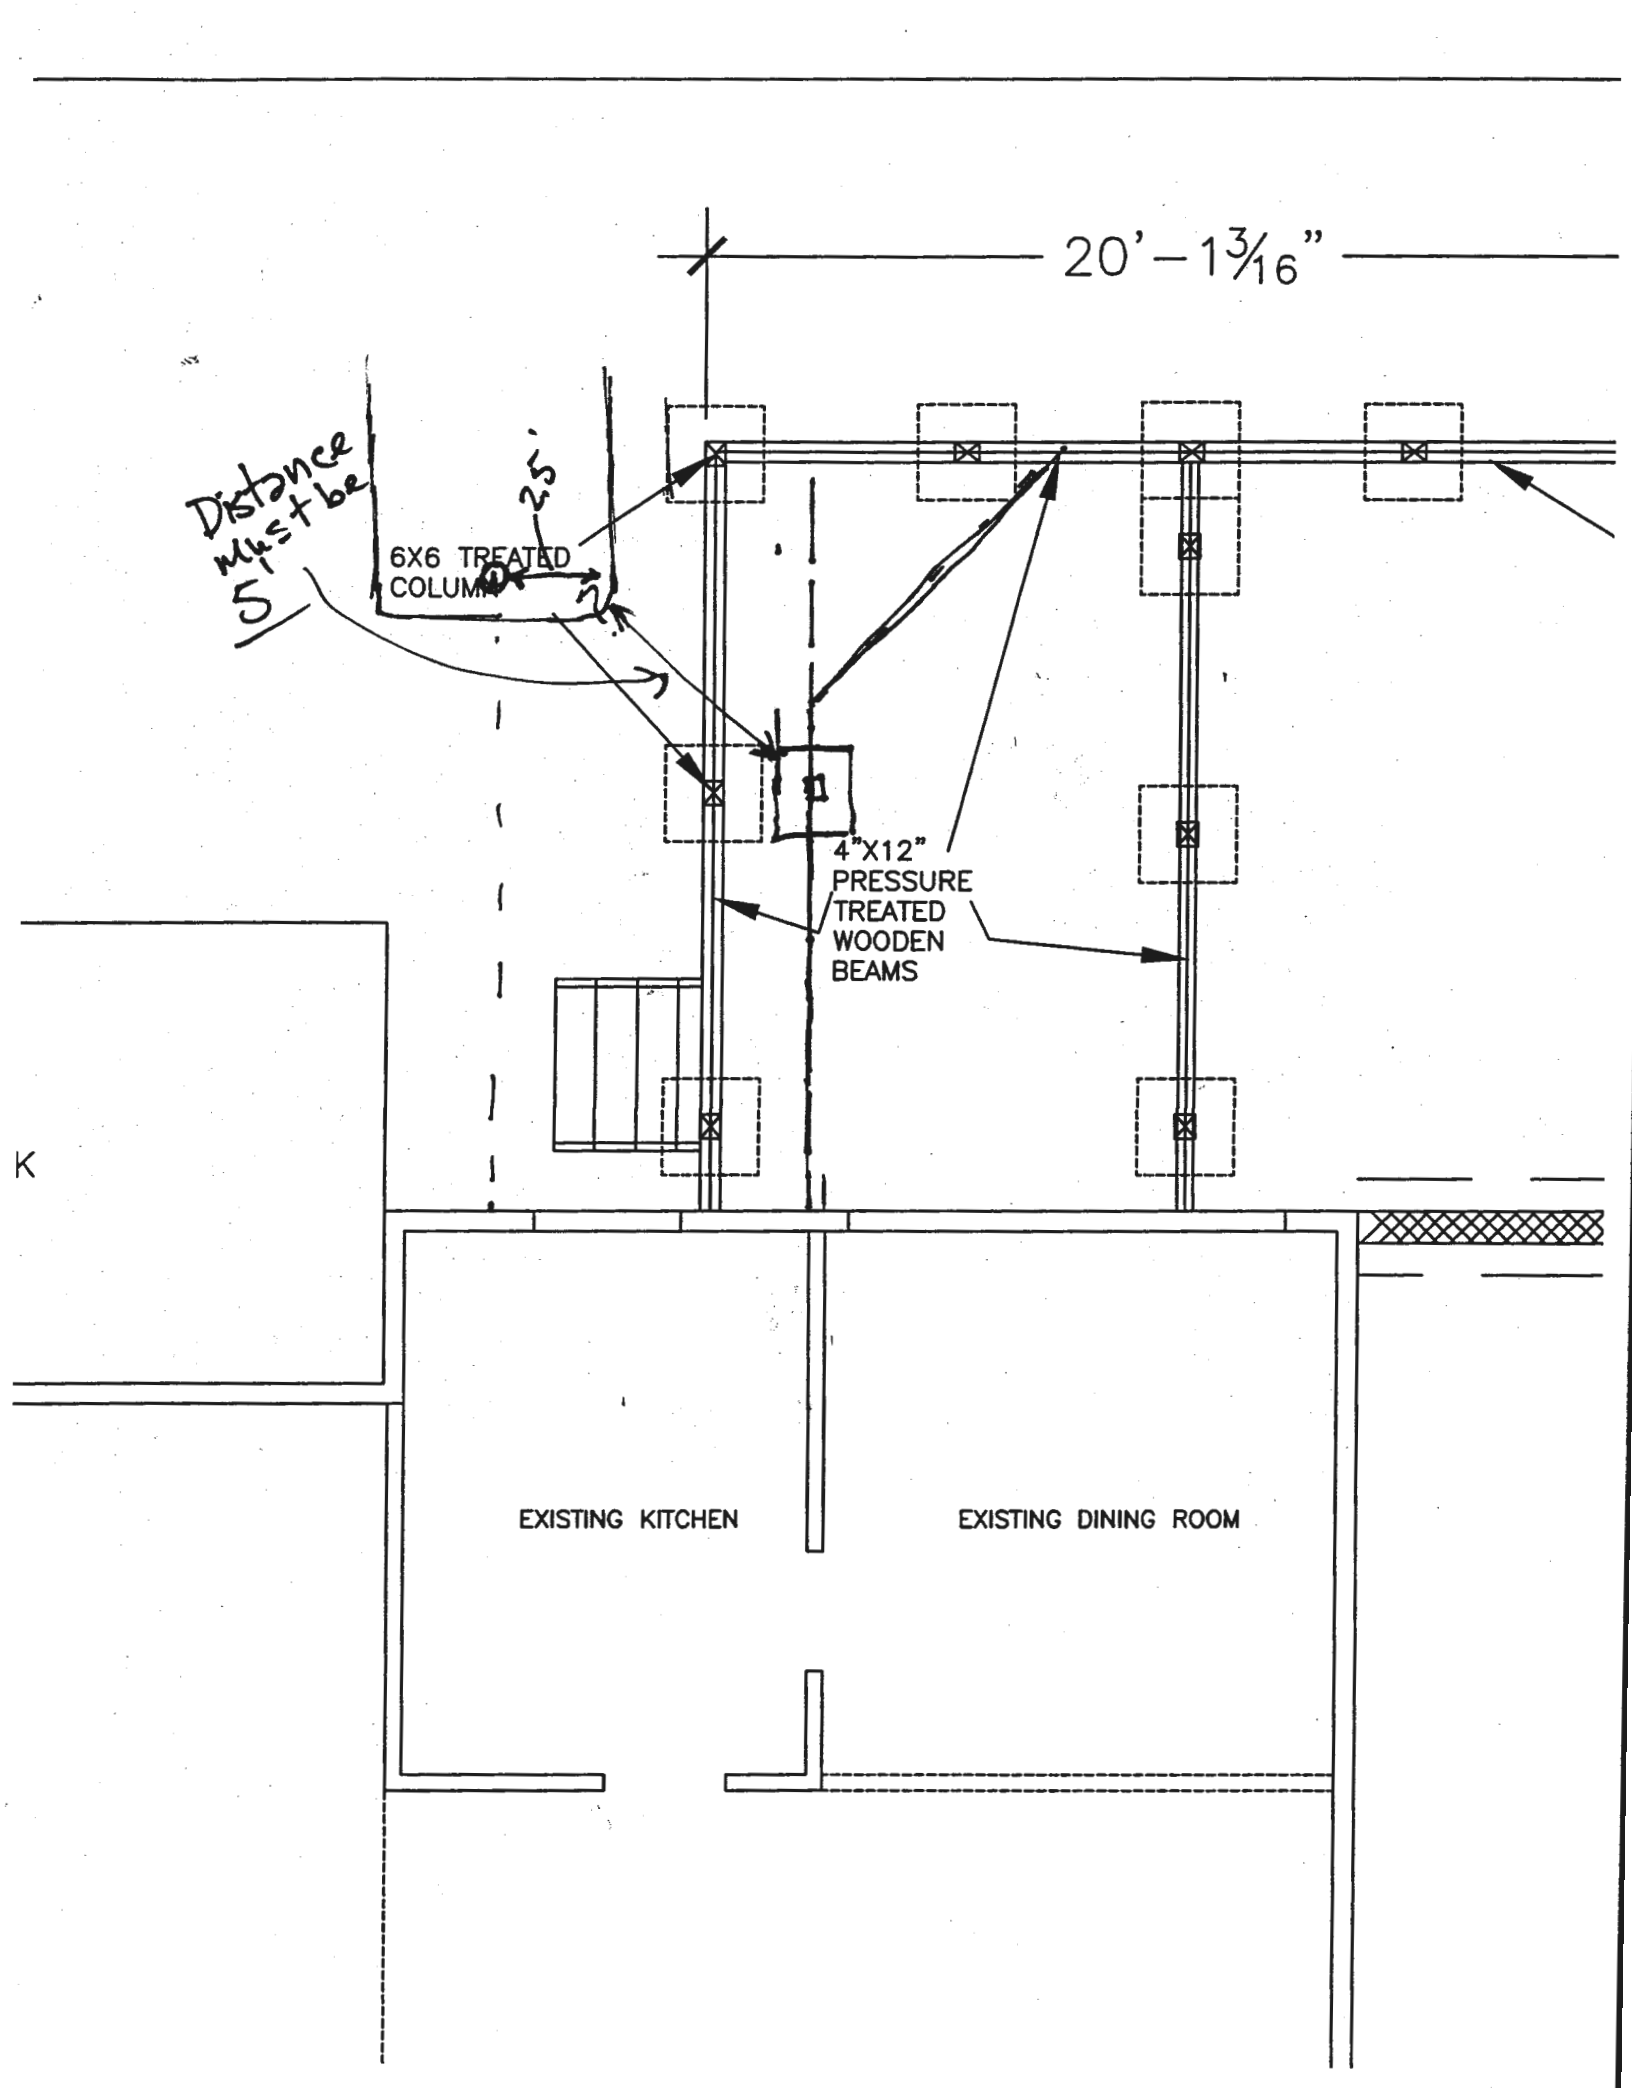 20'-1 3/16"
Distance
must be
5'
2.5'
6X6 TREATED
COLUMN
4"X12"
PRESSURE
TREATED
WOODEN
BEAMS
K
EXISTING KITCHEN
EXISTING DINING ROOM